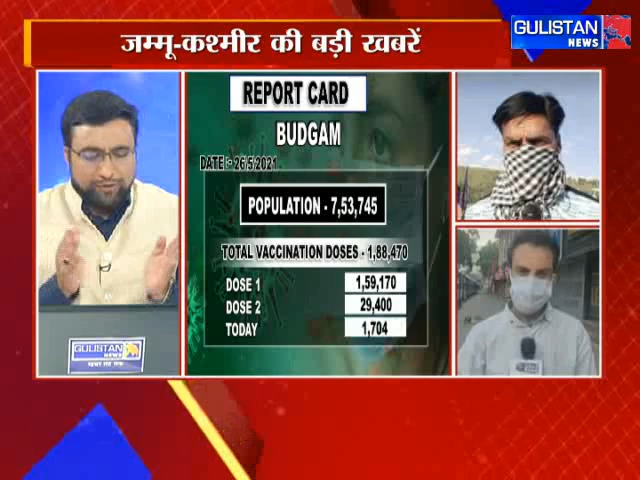 जम्मू-कश्मीर की बड़ी खबरें
GULISTAN
NEWS
REPORT CARD
BUDGAM
DATE:- 26/5/2021
POPULATION - 7,53,745
TOTAL VACCINATION DOSES - 1,88,470
DOSE 1 1,59,170
DOSE 2 29,400
TODAY 1,704
GULISTAN
NEWS